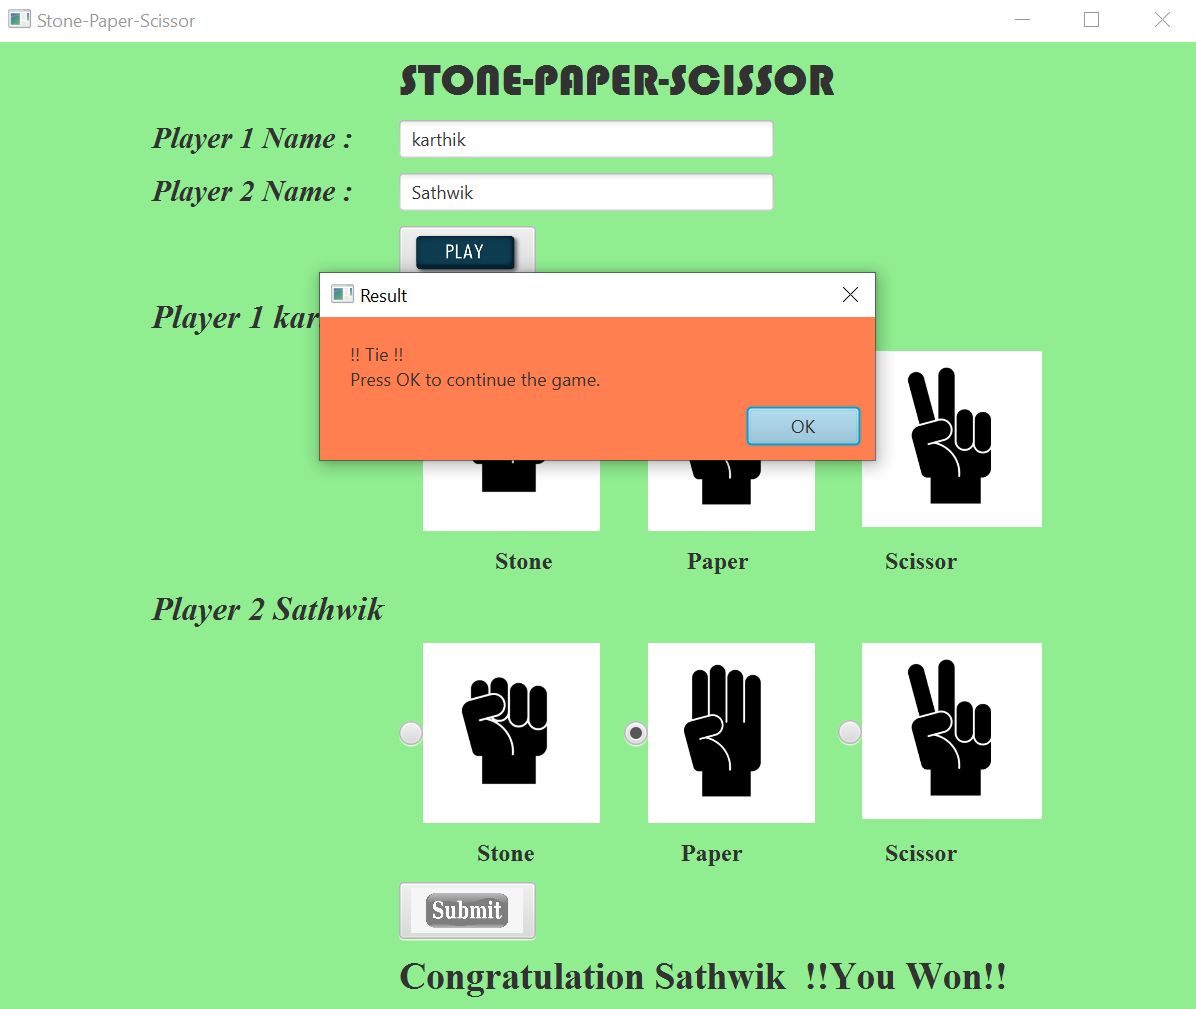 Stone-Paper-Scissor
STONE-PAPER-SCISSOR
Player 1 Name :
karthik
Player 2 Name :
Sathwik
PLAY
Result
Player 1 kar
!! Tie !!
Press OK to continue the game.
OK
Stone
Paper
Scissor
Player 2 Sathwik
Stone
Paper
Scissor
Submit
Congratulation Sathwik !!You Won!!